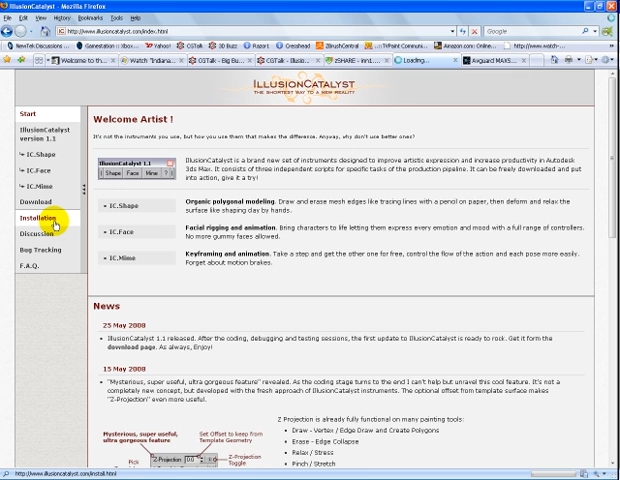 IllusionCatalyst - Mozilla Firefox
File Edit View History Bookmarks Tools Help
http://www.illusioncatalyst.com/index.html
Google
NewTek Discussions ... Gamestation :: Xbox... Yahoo! CGTalk 3D Buzz Cresshead ZBrushCentral :: TrPaint Communi... Amazon.com: Online... http://www.watch-...
Welcome to th... Watch "Indiana... CGTalk - Big Bu... CGTalk - Illusio... zSHARE - inn1... Loading... Avguard MAXS...
ILLUSIONCATALYST
THE SHORTEST WAY TO A NEW REALITY
Start
IllusionCatalyst
version 1.1
IC.Shape
IC.Face
IC.Mime
Download
Installation
Discussion
Bug Tracking
F.A.Q.
Welcome Artist !
It's not the instruments you use, but how you use them that makes the difference. Anyway, why don't use better ones?
IllusionCatalyst 1.1
Shape Face Mime ?
IllusionCatalyst is a brand new set of instruments designed to improve artistic expression and increase productivity in Autodesk
3ds Max. It consists of three independent scripts for specific tasks of the production pipeline. It can be freely downloaded and put
into action, give it a try!
• IC.Shape
Organic polygonal modeling. Draw and erase mesh edges like tracing lines with a pencil on paper, then deform and relax the
surface like shaping clay by hands.
• IC.Face
Facial rigging and animation. Bring characters to life letting them express every emotion and mood with a full range of controllers.
No more gummy faces allowed.
• IC.Mime
Keyframing and animation. Take a step and get the other one for free, control the flow of the action and each pose more easily.
Forget about motion brakes.
News
25 May 2008
• IllusionCatalyst 1.1 released. After the coding, debugging and testing sessions, the first update to IllusionCatalyst is ready to rock. Get it form the
download page. As always, Enjoy!
15 May 2008
• "Mysterious, super useful, ultra gorgeous feature" revealed. As the coding stage turns to the end I can't help but unravel this cool feature. It's not a
completely new concept, but developed with the fresh approach of IllusionCatalyst instruments. The optional offset from template surface makes
"Z-Projection" even more useful.
Mysterious, super useful,
ultra gorgeous feature
Set Offset to keep from
Template Geometry
Pick
Z-Projection 0.0
Z-Projection
Toggle
Z Projection is already fully functional on many painting tools:
• Draw - Vertex / Edge Draw and Create Polygons
• Erase - Edge Collapse
• Relax / Stress
• Pinch / Stretch
http://www.illusioncatalyst.com/install.html